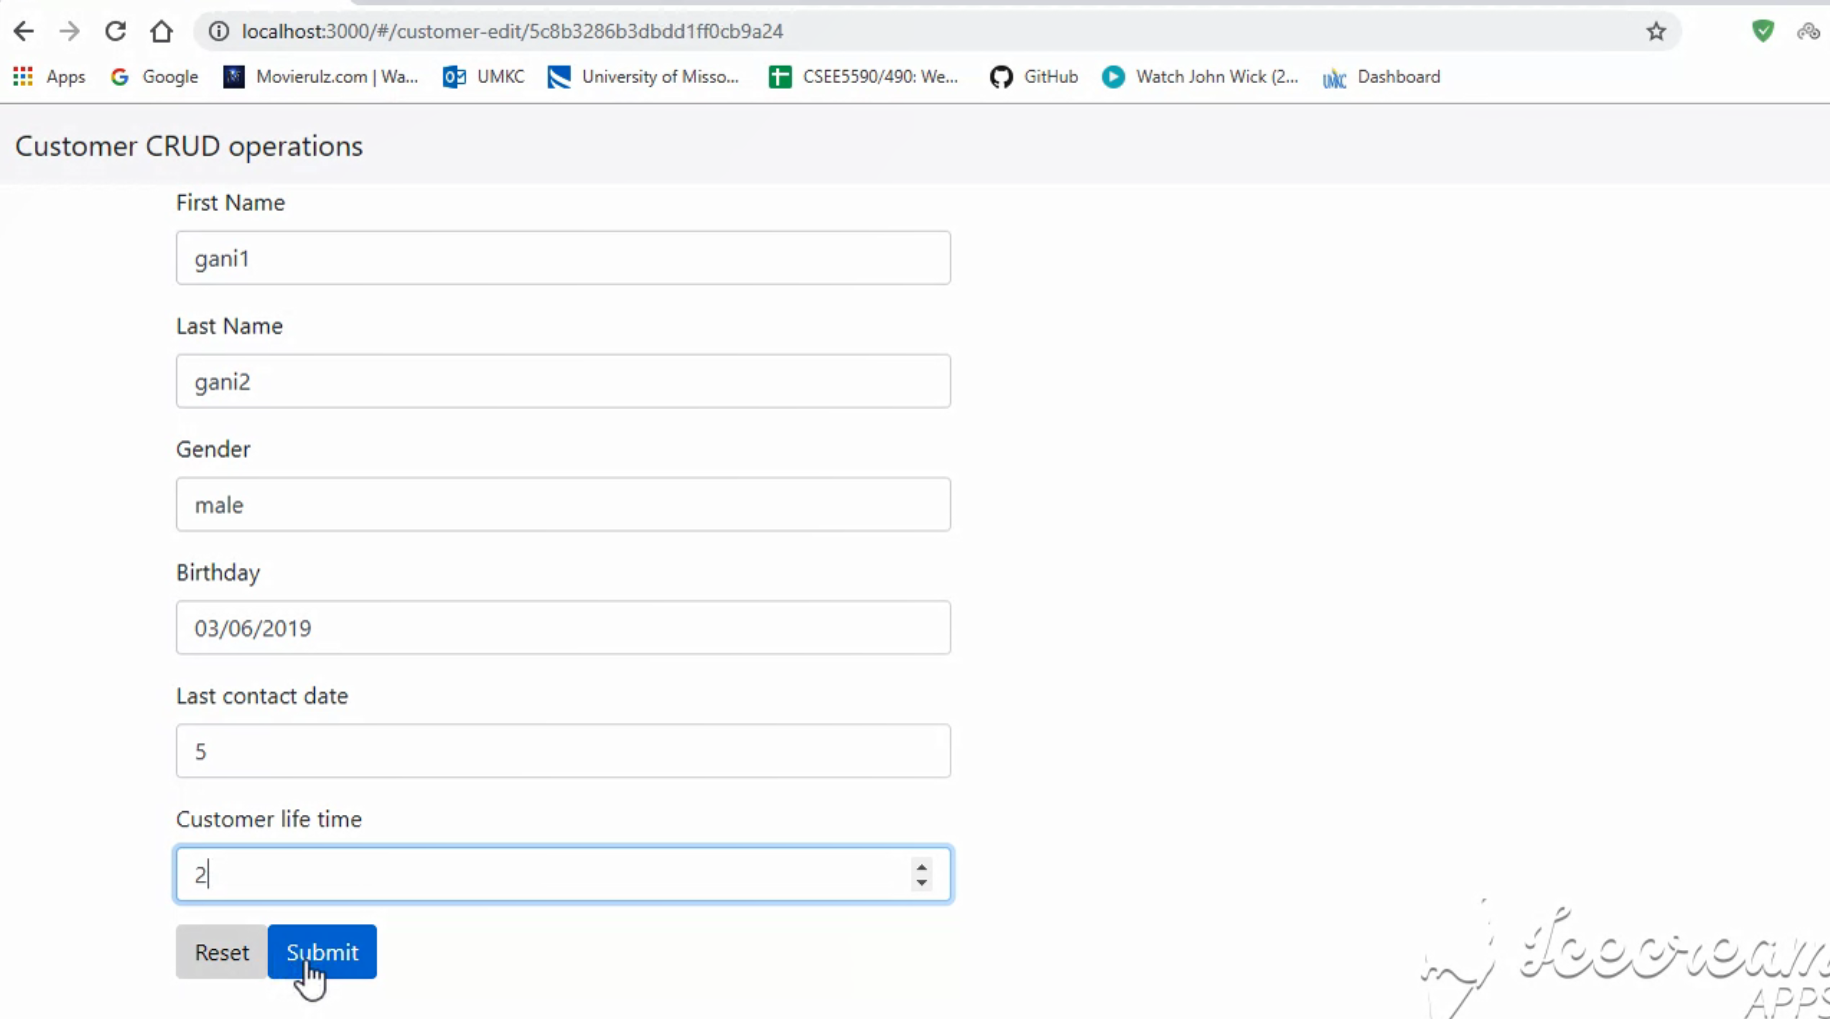 localhost:3000/#/customer-edit/5c8b3286b3dbdd1ff0cb9a24
Apps Google Movierulz.com | Wa... UMKC University of Misso... CSEE5590/490: We... GitHub Watch John Wick (2... UMKC Dashboard
Customer CRUD operations
First Name
gani1
Last Name
gani2
Gender
male
Birthday
03/06/2019
Last contact date
5
Customer life time
2
Reset Submit
Icecream
APPS